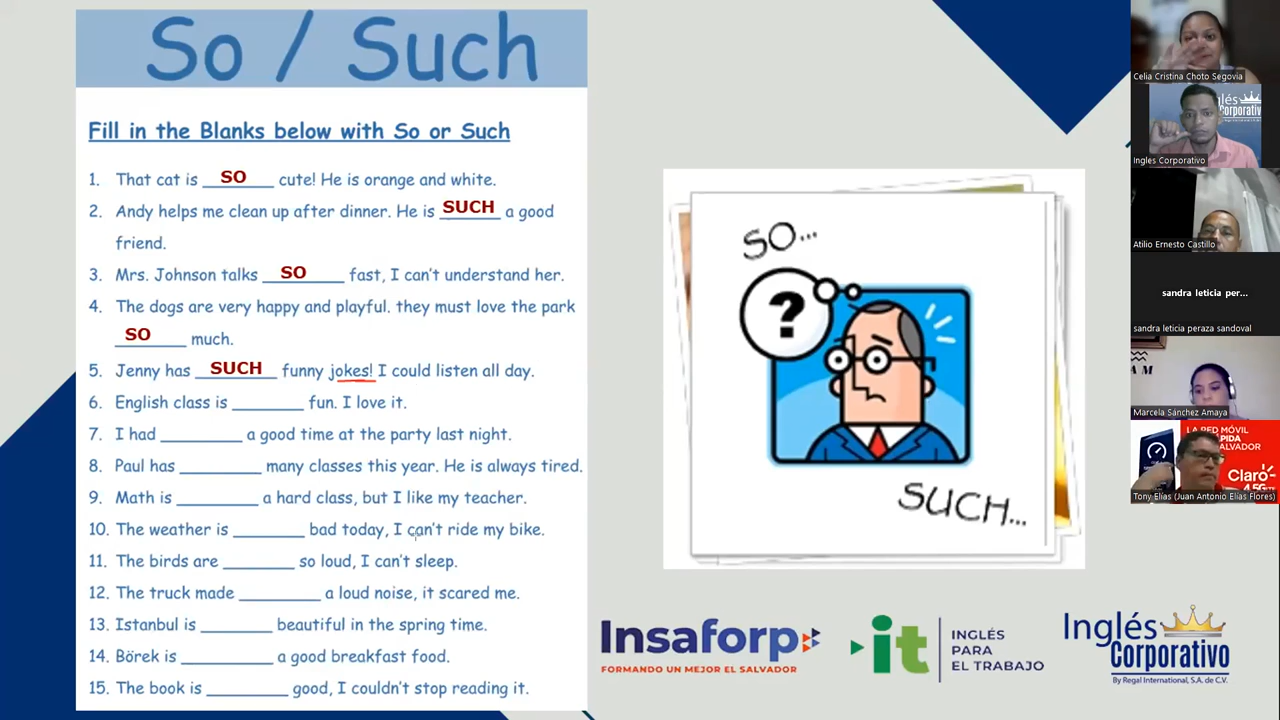 So / Such
Fill in the Blanks below with So or Such
1. That cat is SO cute! He is orange and white.
2. Andy helps me clean up after dinner. He is SUCH a good
friend.
3. Mrs. Johnson talks SO fast, I can't understand her.
4. The dogs are very happy and playful. they must love the park
SO much.
5. Jenny has SUCH funny jokes! I could listen all day.
6. English class is ________ fun. I love it.
7. I had ________ a good time at the party last night.
8. Paul has ________ many classes this year. He is always tired.
9. Math is ________ a hard class, but I like my teacher.
10. The weather is ________ bad today, I can't ride my bike.
11. The birds are ________ so loud, I can't sleep.
12. The truck made ________ a loud noise, it scared me.
13. Istanbul is ________ beautiful in the spring time.
14. Börek is ________ a good breakfast food.
15. The book is ________ good, I couldn't stop reading it.
SO...
?
SUCH...
Insaforp
FORMANDO UN MEJOR EL SALVADOR
it
INGLÉS
PARA
EL TRABAJO
Inglés
Corporativo
By Regal International, S.A. de C.V.
Celia Cristina Choto Segovia
Ingles Corporativo
Atilio Ernesto Castillo
sandra leticia per...
sandra leticia peraza sandoval
Marcela Sánchez Amaya
LA RED MÓVIL
Claro
Tony Elías (Juan Antonio Elías Flores)